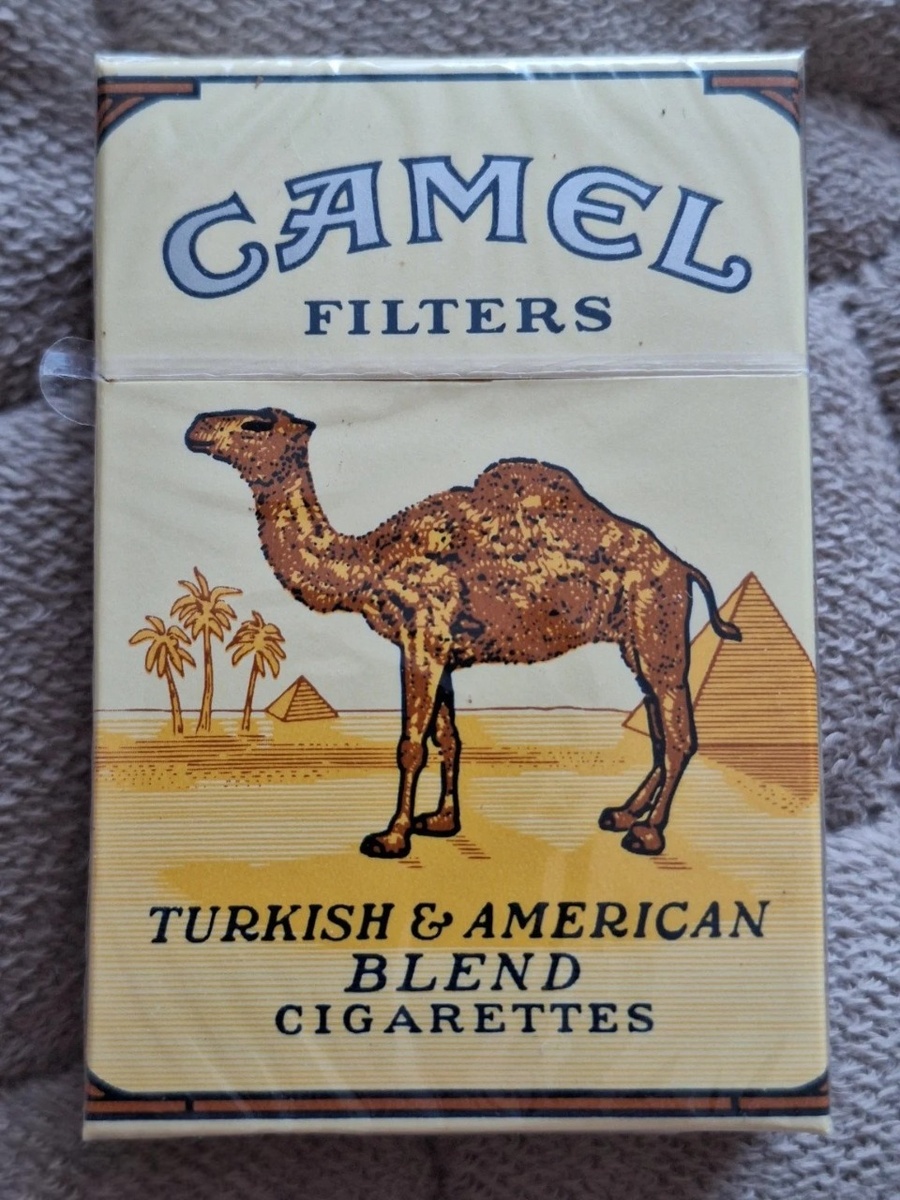 CAMEL
FILTERS
TURKISH & AMERICAN
BLEND
CIGARETTES